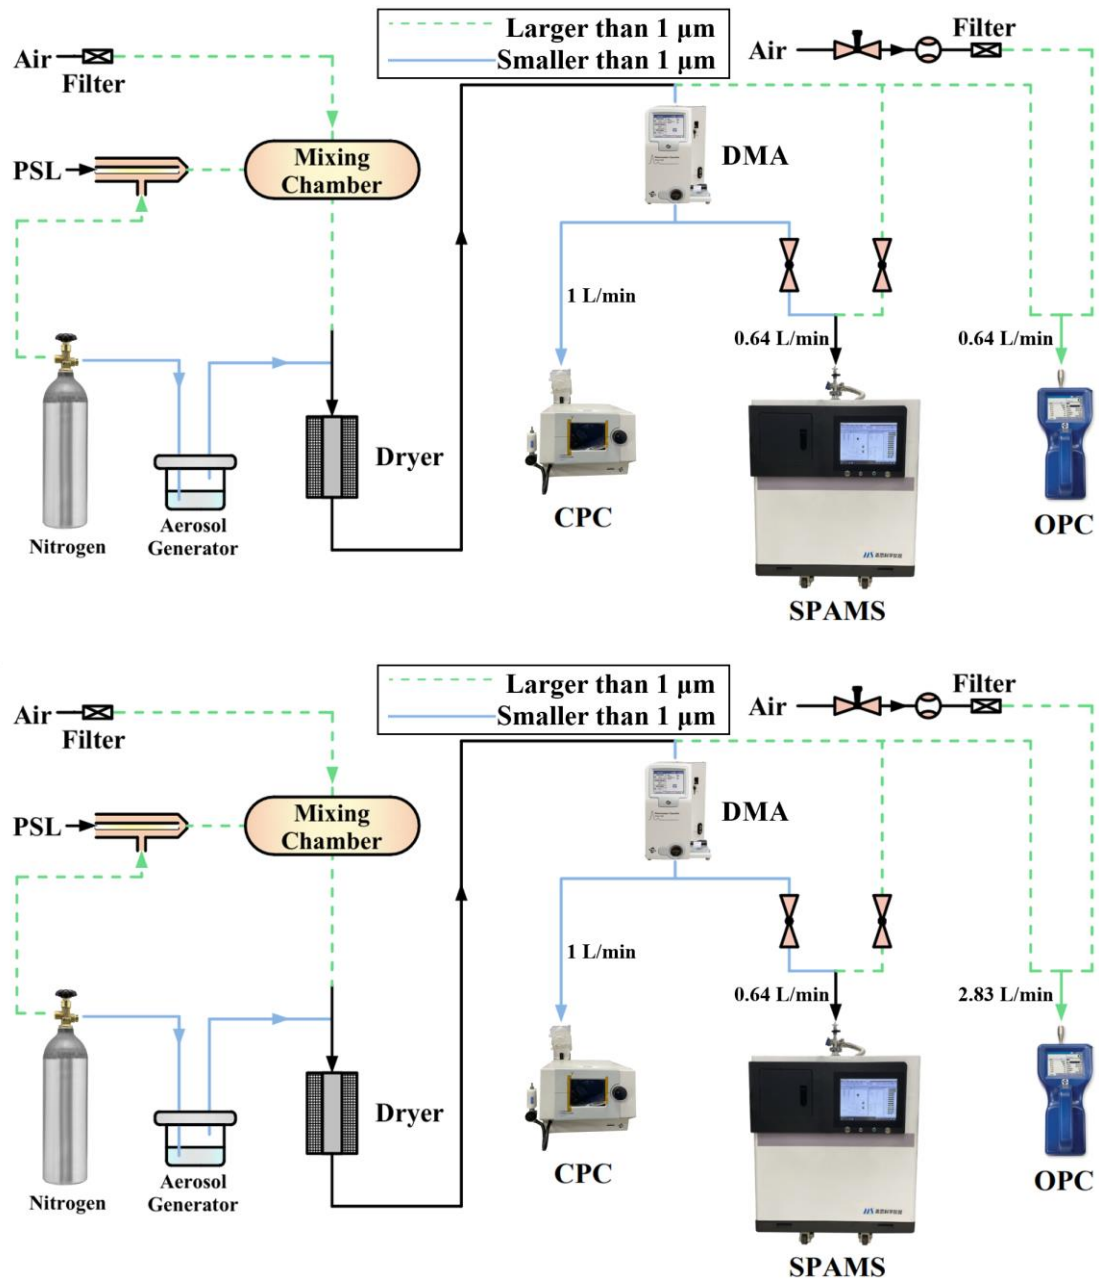 Larger than 1 μm
Smaller than 1 μm
Air
Filter
Air
Filter
PSL
Mixing
Chamber
DMA
1 L/min
0.64 L/min
0.64 L/min
Dryer
Nitrogen
Aerosol
Generator
CPC
SPAMS
OPC
Larger than 1 μm
Smaller than 1 μm
Air
Filter
Air
Filter
PSL
Mixing
Chamber
DMA
1 L/min
0.64 L/min
2.83 L/min
Dryer
Nitrogen
Aerosol
Generator
CPC
SPAMS
OPC